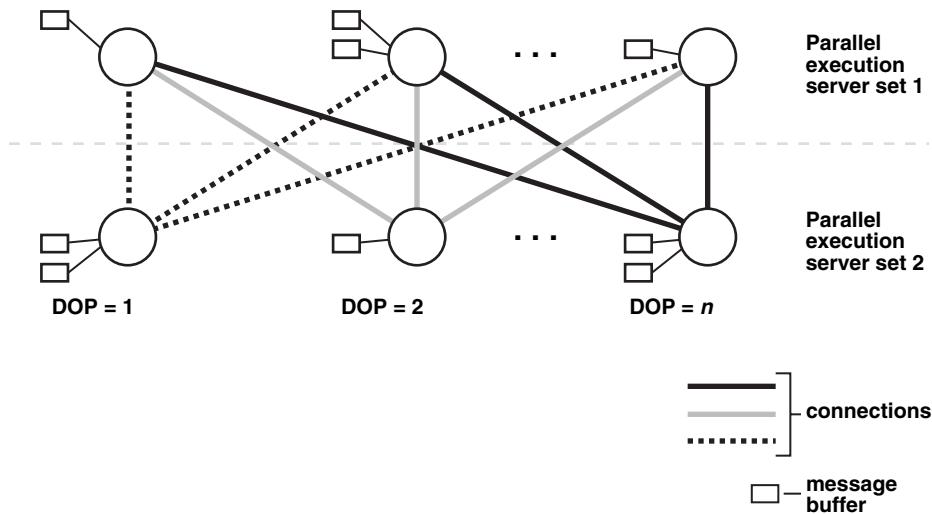 . . .
Parallel
execution
server set 1
. . .
Parallel
execution
server set 2
DOP = 1
DOP = 2
DOP = n
connections
message
buffer